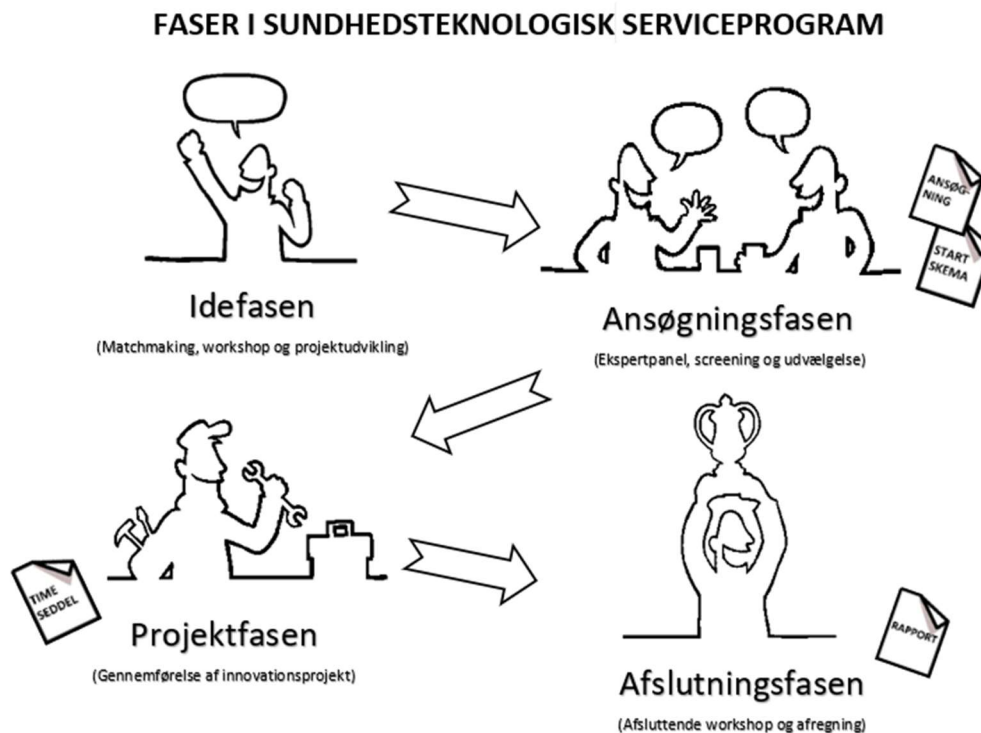 FASER I SUNDHEDSTEKNOLOGISK SERVICEPROGRAM
Idefasen
(Matchmaking, workshop og projektudvikling)
ANSØG-
NING
START
SKEMA
Ansøgningsfasen
(Ekspertpanel, screening og udvælgelse)
TIME
SEDDEL
Projektfasen
(Gennemførelse af innovationsprojekt)
RAPPORT
Afslutningsfasen
(Afsluttende workshop og afregning)